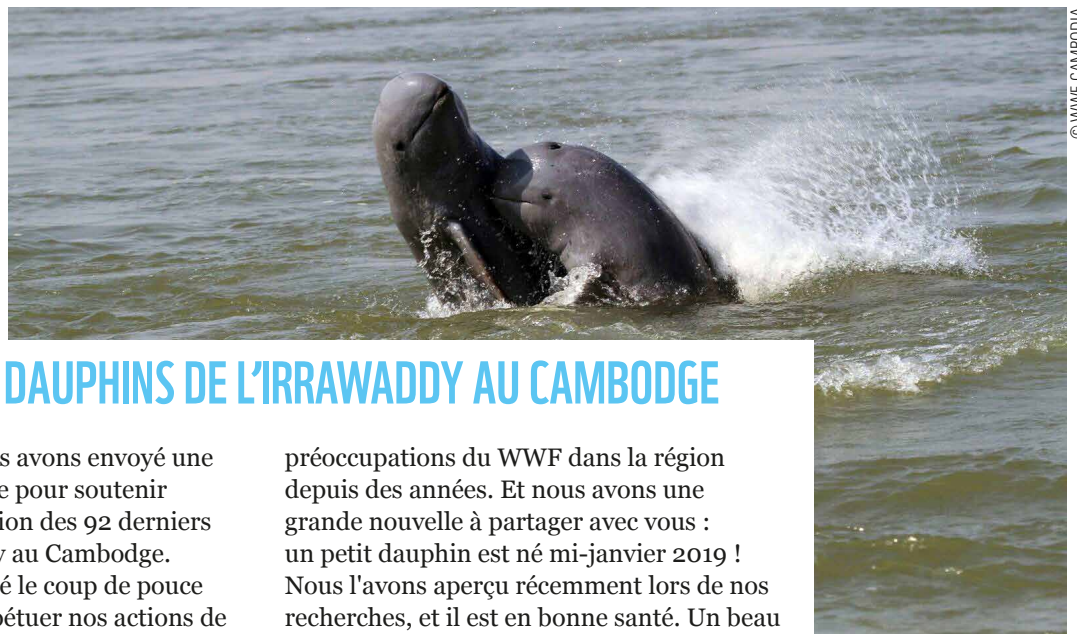 © WWF CAMBODIA
DAUPHINS DE L'IRRAWADDY AU CAMBODGE
avons envoyé une
pour soutenir
des 92 derniers
au Cambodge.
le coup de pouce
nos actions de
préoccupations du WWF dans la région
depuis des années. Et nous avons une
grande nouvelle à partager avec vous :
un petit dauphin est né mi-janvier 2019 !
Nous l'avons aperçu récemment lors de nos
recherches, et il est en bonne santé. Un beau